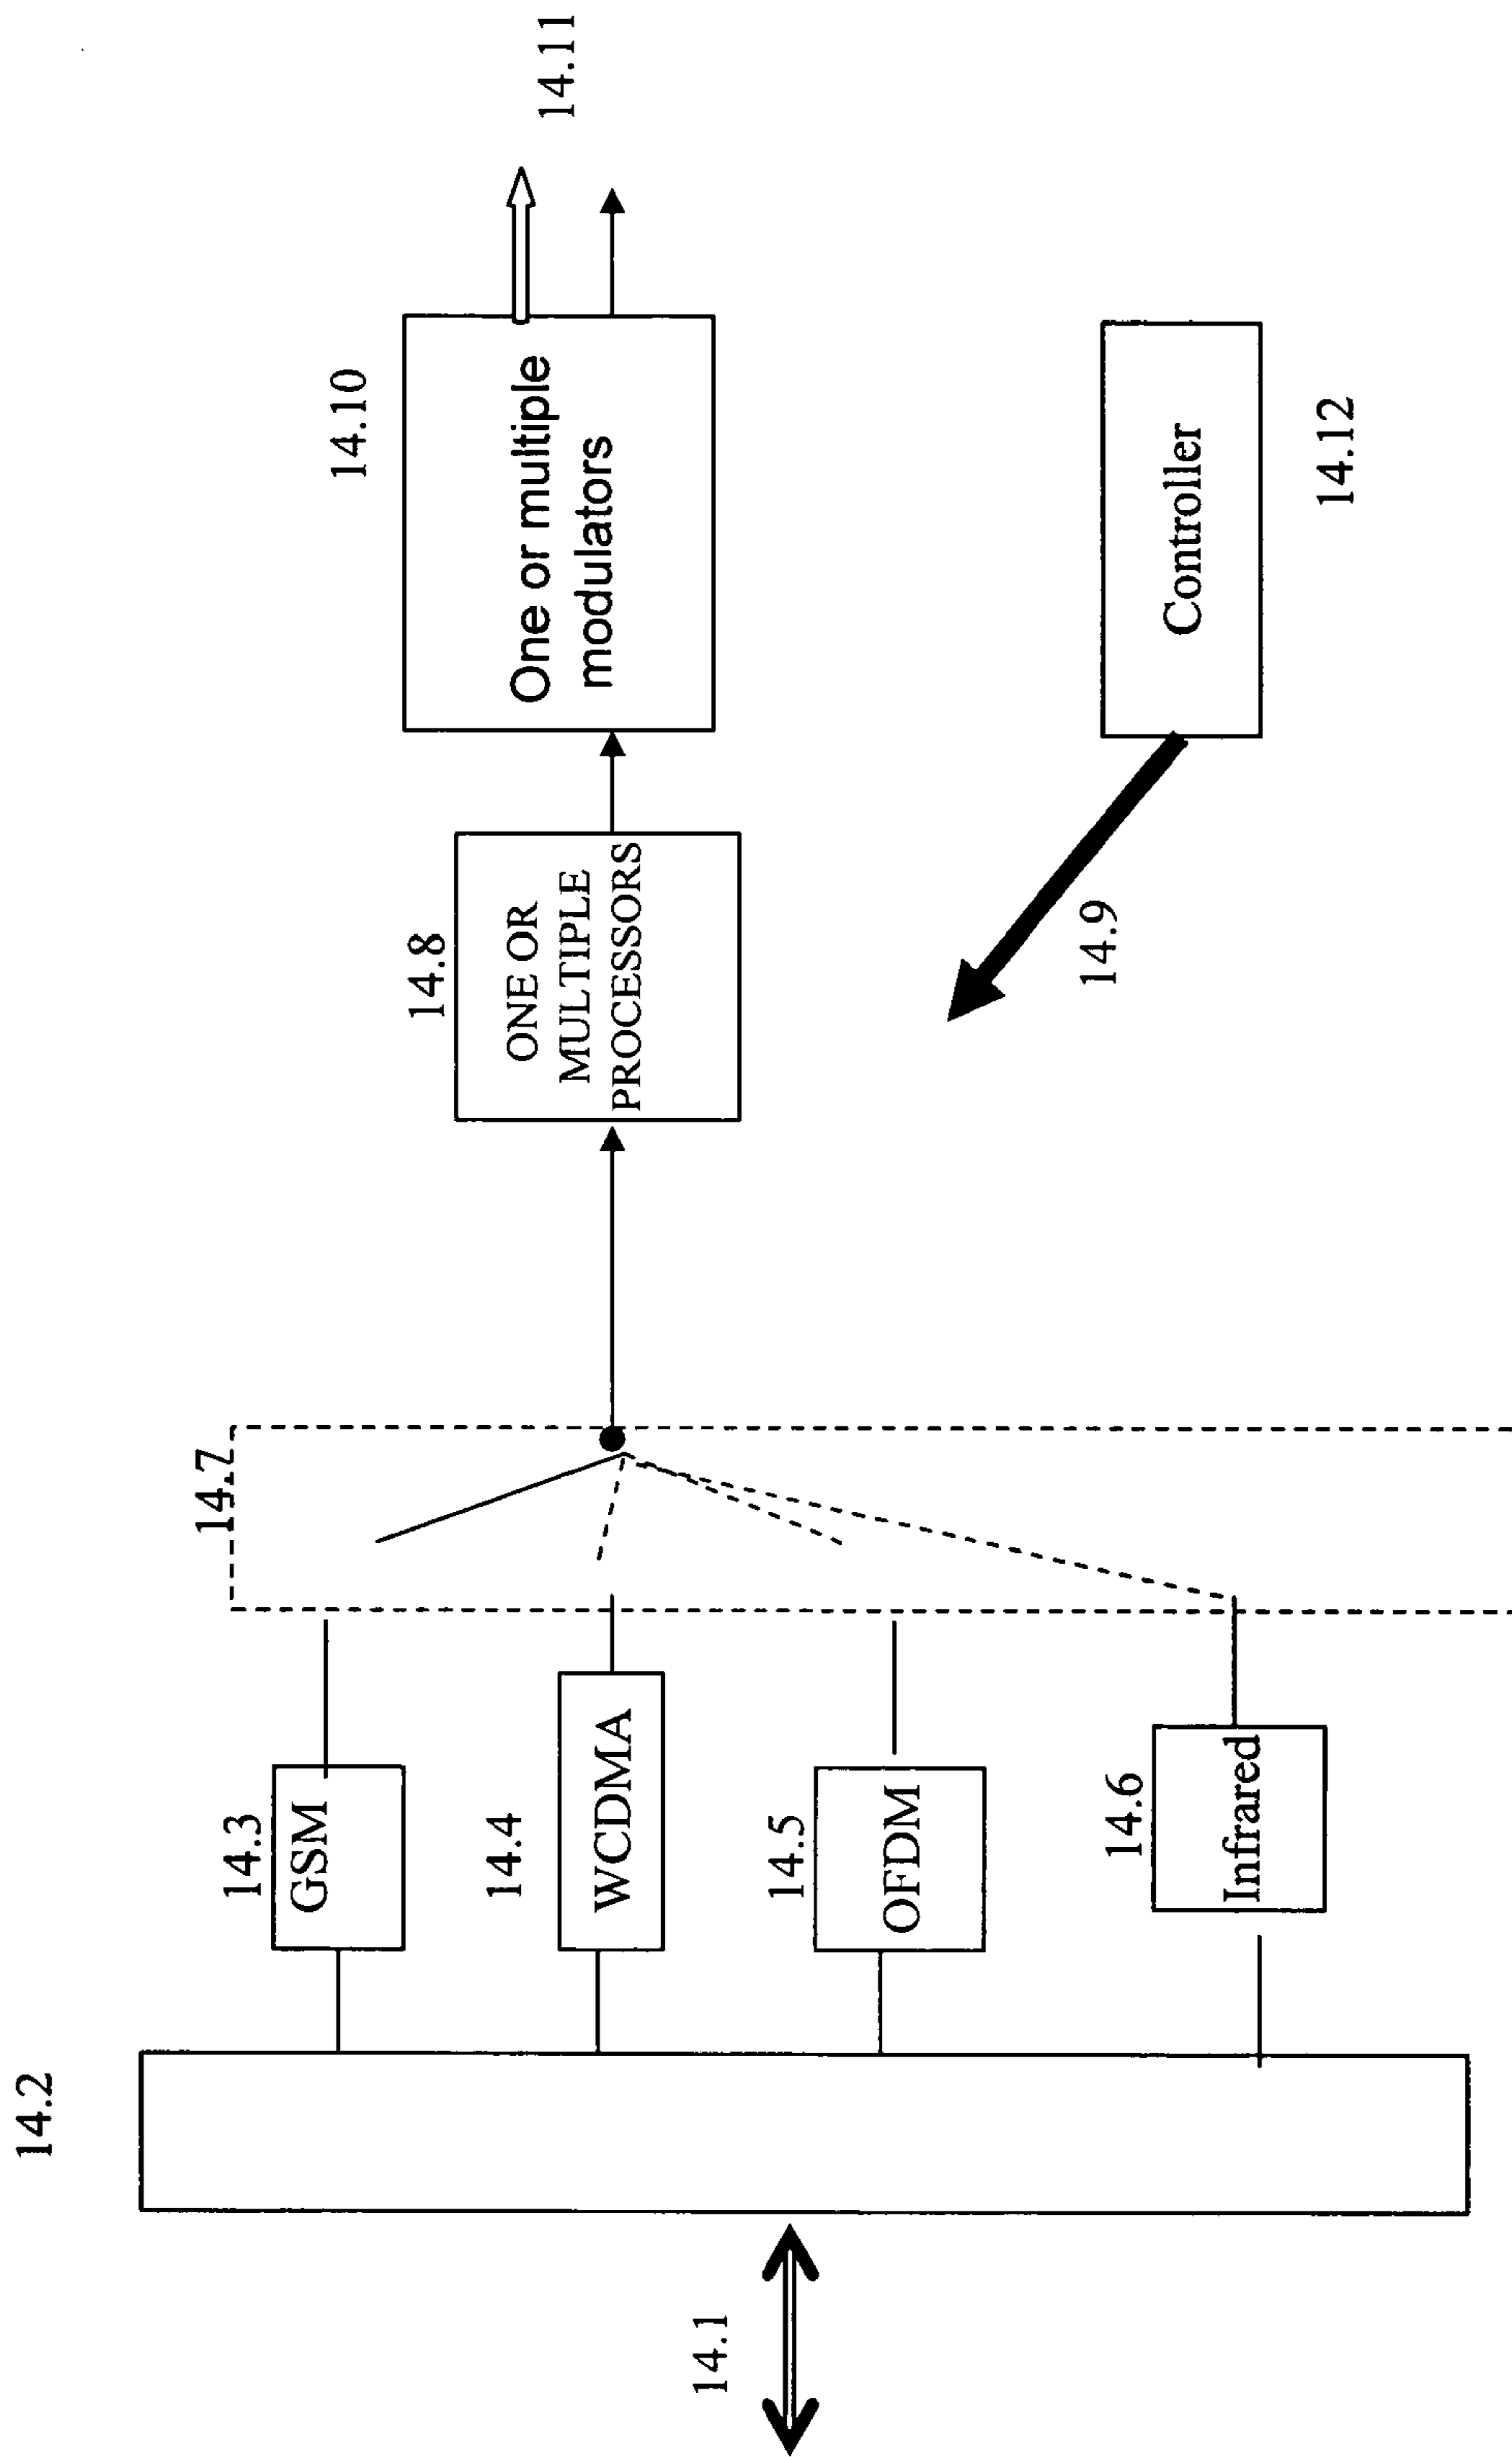 14.1
14.2
14.3
GSM
14.4
WCDMA
14.5
OFDM
14.6
Infrared
14.7
14.8
ONE OR
MULTIPLE
PROCESSORS
14.9
14.10
One or multiple
modulators
14.11
Controller
14.12